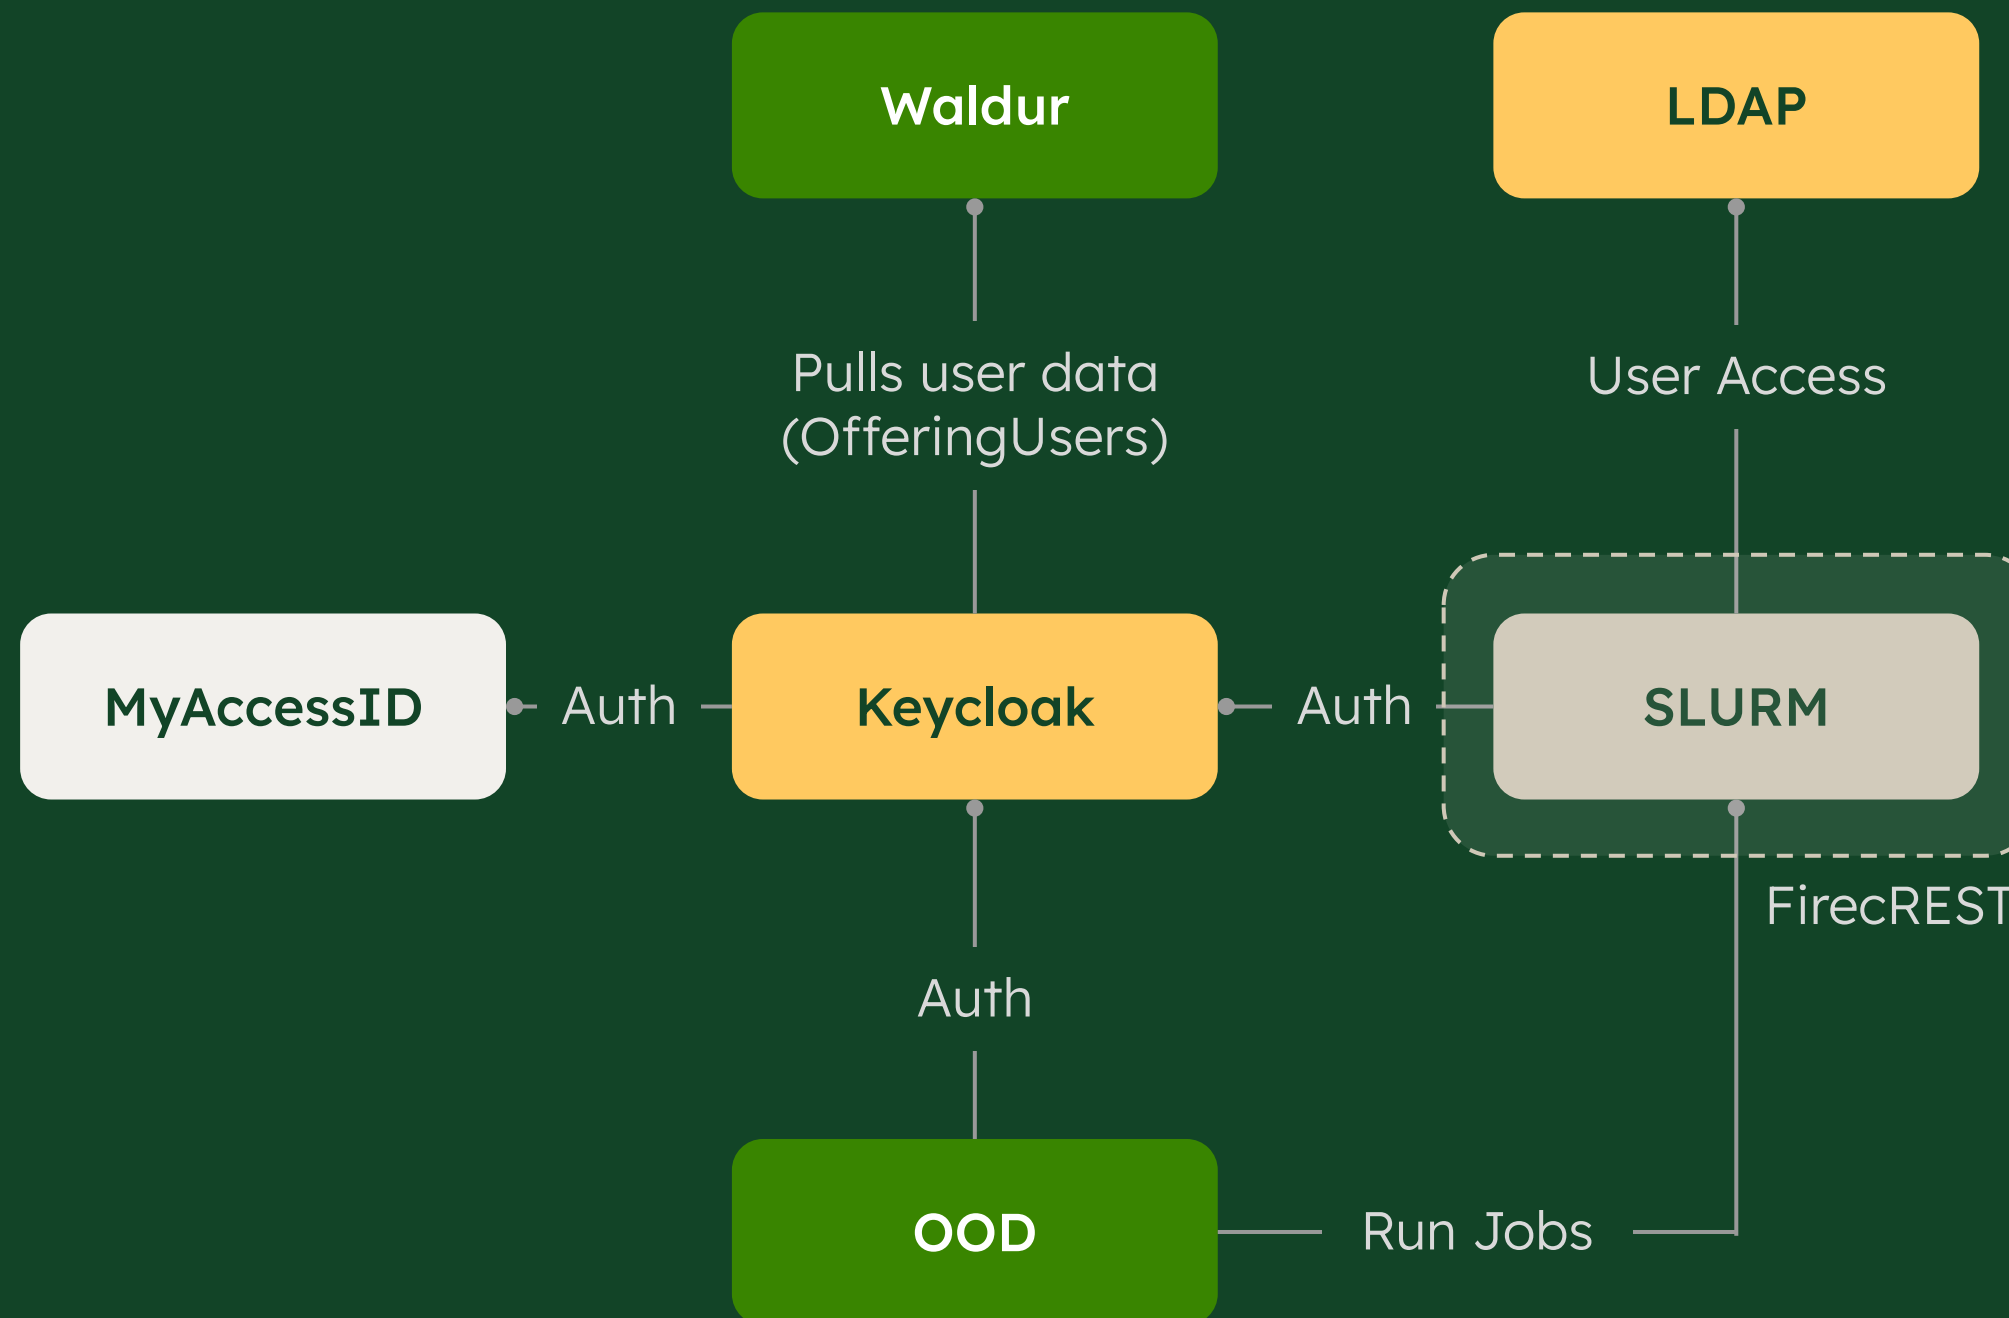 Waldur
LDAP
Pulls user data
(OfferingUsers)
User Access
MyAccessID
Auth
Keycloak
Auth
SLURM
FirecREST
Auth
OOD
Run Jobs